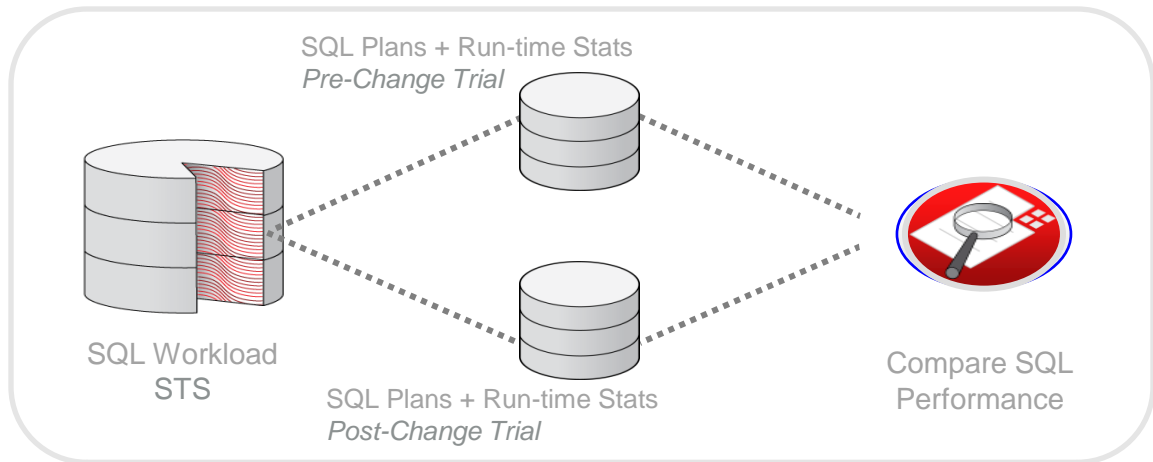 SQL Plans + Run-time Stats
Pre-Change Trial
SQL Workload
STS
SQL Plans + Run-time Stats
Post-Change Trial
Compare SQL
Performance